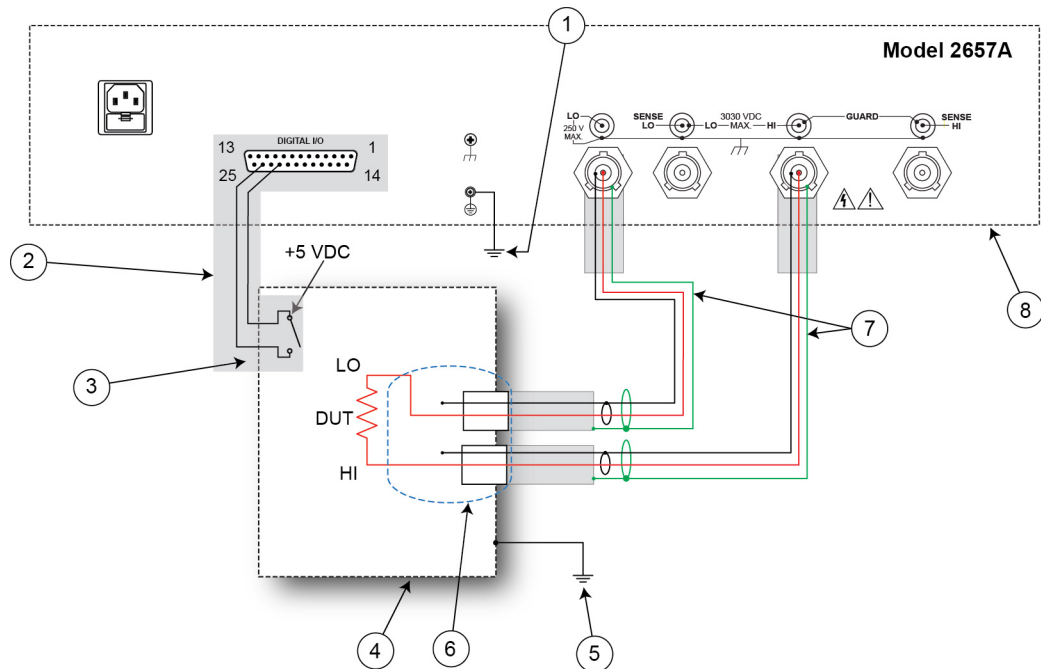 1
Model 2657A
LO
250 V
MAX.
SENSE
LO
LO
3030 VDC
MAX.
HI
GUARD
SENSE
HI
DIGITAL I/O
13
1
25
14
2
+5 VDC
8
7
3
LO
DUT
HI
4
6
5